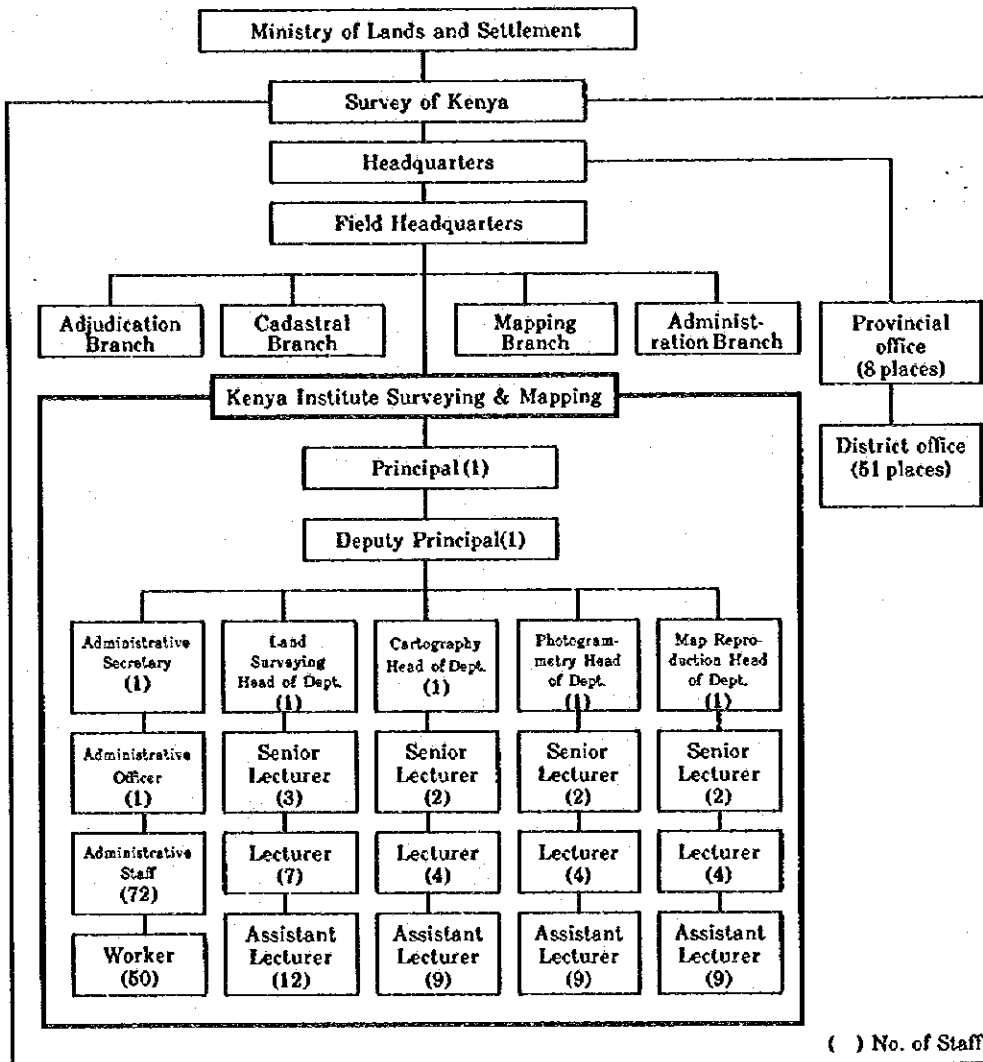 Ministry of Lands and Settlement
Survey of Kenya
Headquarters
Field Headquarters
Adjudication
Branch
Cadastral
Branch
Mapping
Branch
Administ-
ration Branch
Provincial
office
(8 places)
Kenya Institute Surveying & Mapping
District office
(51 places)
Principal (1)
Deputy Principal(1)
Administrative
Secretary
(1)
Land
Surveying
Head of Dept.
(1)
Cartography
Head of Dept.
(1)
Photogram-
metry Head
of Dept.
(1)
Map Repro-
duction Head
of Dept.
(1)
Administrative
Officer
(1)
Senior
Lecturer
(3)
Senior
Lecturer
(2)
Senior
Lecturer
(2)
Senior
Lecturer
(2)
Administrative
Staff
(72)
Lecturer
(7)
Lecturer
(4)
Lecturer
(4)
Lecturer
(4)
Worker
(50)
Assistant
Lecturer
(12)
Assistant
Lecturer
(9)
Assistant
Lecturer
(9)
Assistant
Lecturer
(9)
( ) No. of Staff